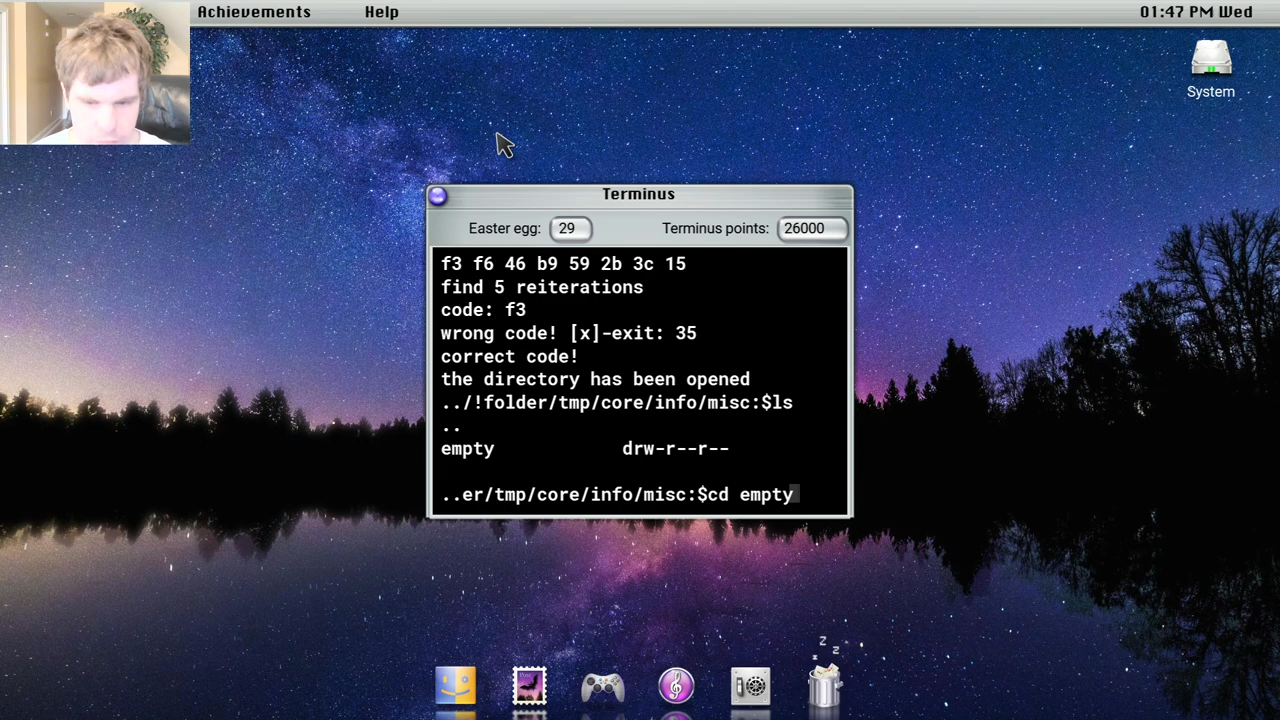 Achievements Help 01:47 PM Wed
System
Terminus
Easter egg: 29 Terminus points: 26000
f3 f6 46 b9 59 2b 3c 15
find 5 reiterations
code: f3
wrong code! [x]-exit: 35
correct code!
the directory has been opened
../!folder/tmp/core/info/misc:$ls
..
empty drw-r--r--
..er/tmp/core/info/misc:$cd empty
z
z
z